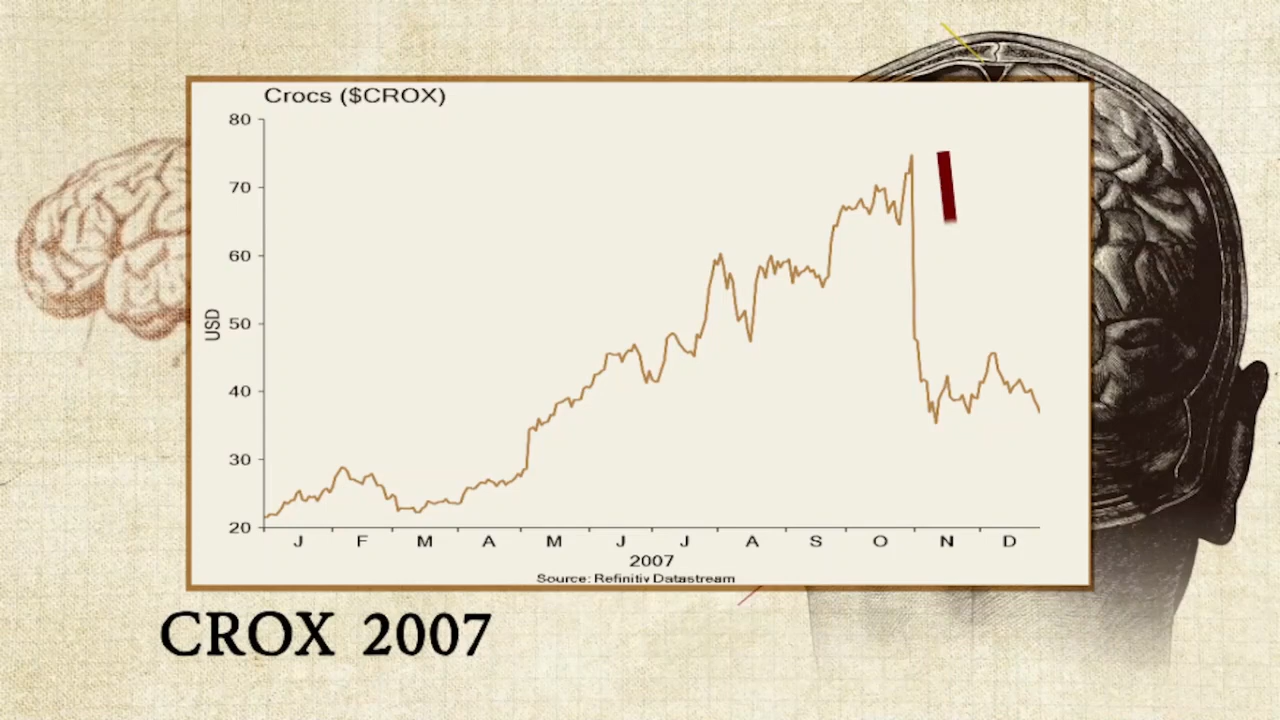 Crocs ($CROX)
80
70
60
50
40
30
20
USD
J F M A M J J A S O N D
2007
Source: Refinitiv Datastream
CROX 2007